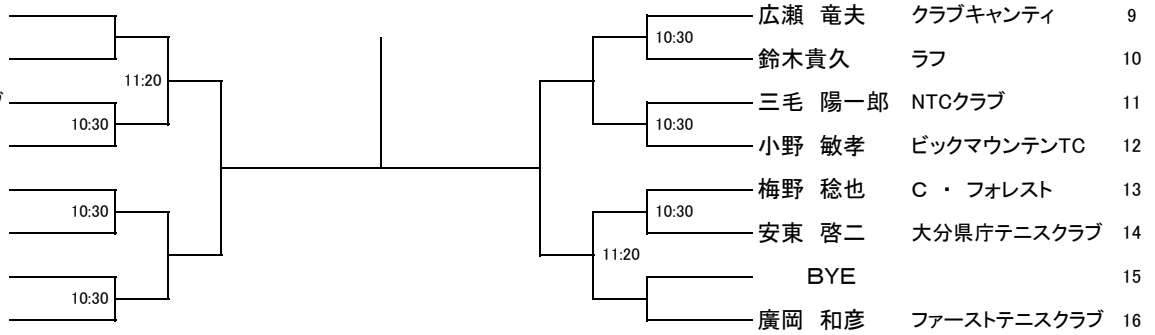 広瀬 竜夫 クラブキャンティ 9
10:30
鈴木貴久 ラフ 10
11:20
三毛 陽一郎 NTCクラブ 11
10:30 10:30
小野 敏孝 ビックマウンテンTC 12
梅野 稔也 C ・ フォレスト 13
10:30 10:30
安東 啓二 大分県庁テニスクラブ 14
11:20
BYE 15
10:30
廣岡 和彦 ファーストテニスクラブ 16